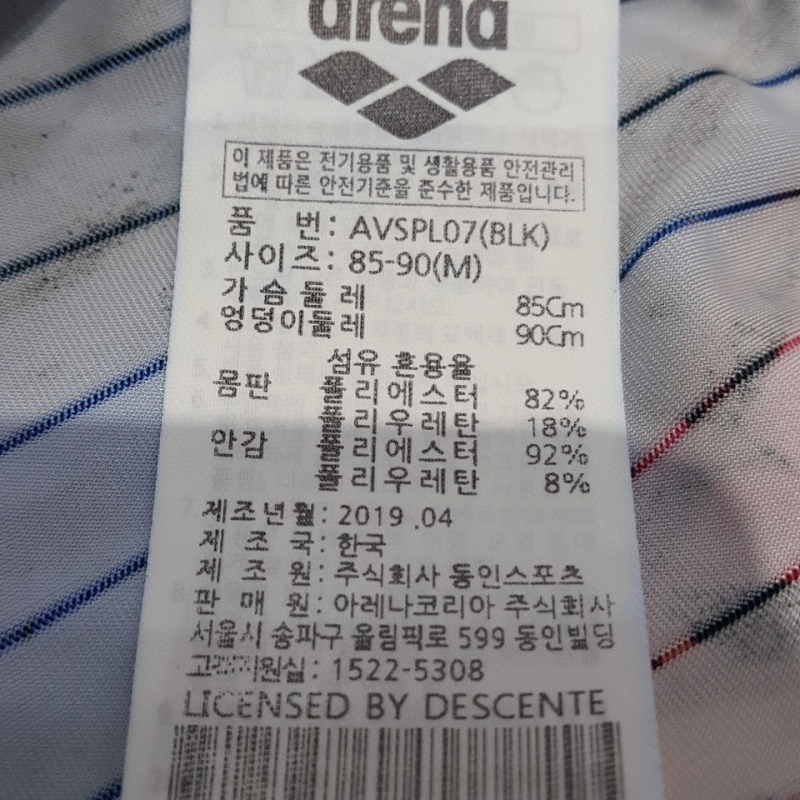 arena
이 제품은 전기용품 및 생활용품 안전관리
법에 따른 안전기준을 준수한 제품입니다.
품 번: AVSPL07(BLK)
사이즈: 85-90(M)
가슴둘레 85Cm
엉덩이둘레 90Cm
섬유 혼용율
몸판 폴리에스터 82%
폴리우레탄 18%
안감 폴리에스터 92%
폴리우레탄 8%
제조년월: 2019 .04
제 조 국: 한국
제 조 원: 주식회사 동인스포츠
판 매 원: 아레나코리아 주식회사
서울시 송파구 올림픽로 599 동인빌딩
: 1522-5308
LICENSED BY DESCENTE